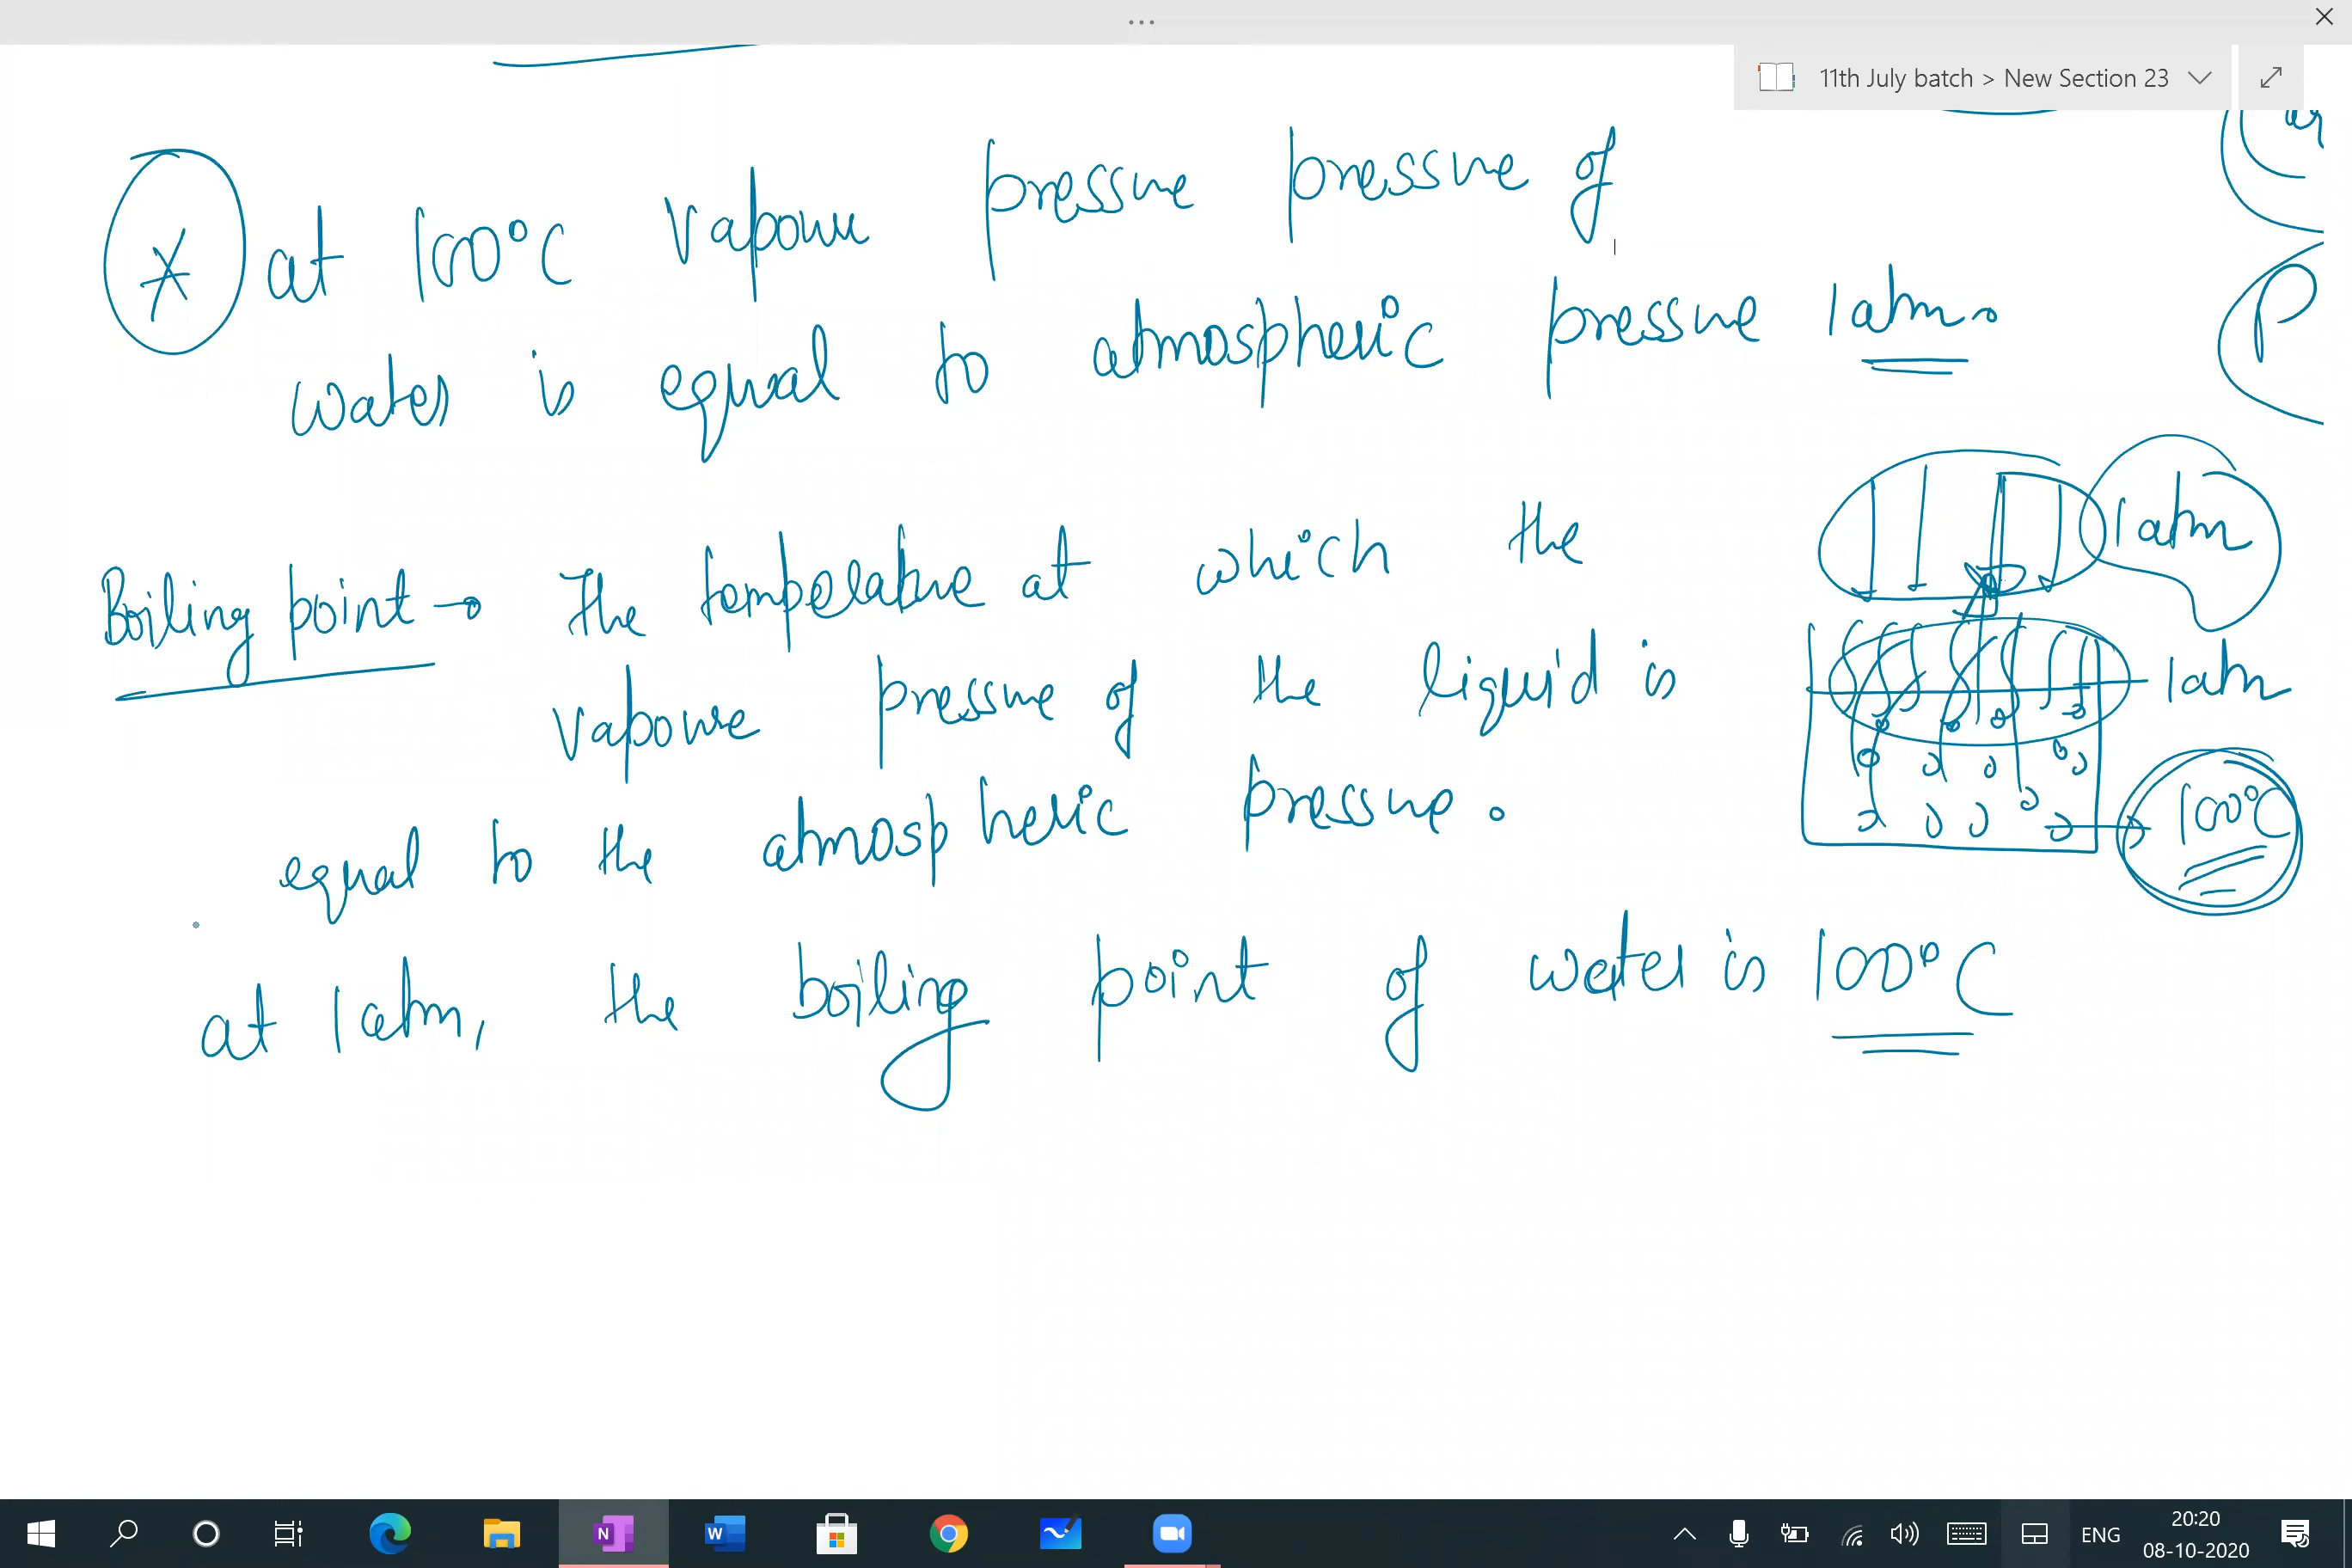 11th July batch > New Section 23
at 100°C vapour pressure pressure of
water is equal to atmospheric pressure 1atm.
Boiling point → The temperature at which the
vapour pressure of the liquid is
equal to the atmospheric pressure.
at 1atm, the boiling point of water is 100°C
1atm
1atm
100°C
P
ENG
20:20
08-10-2020